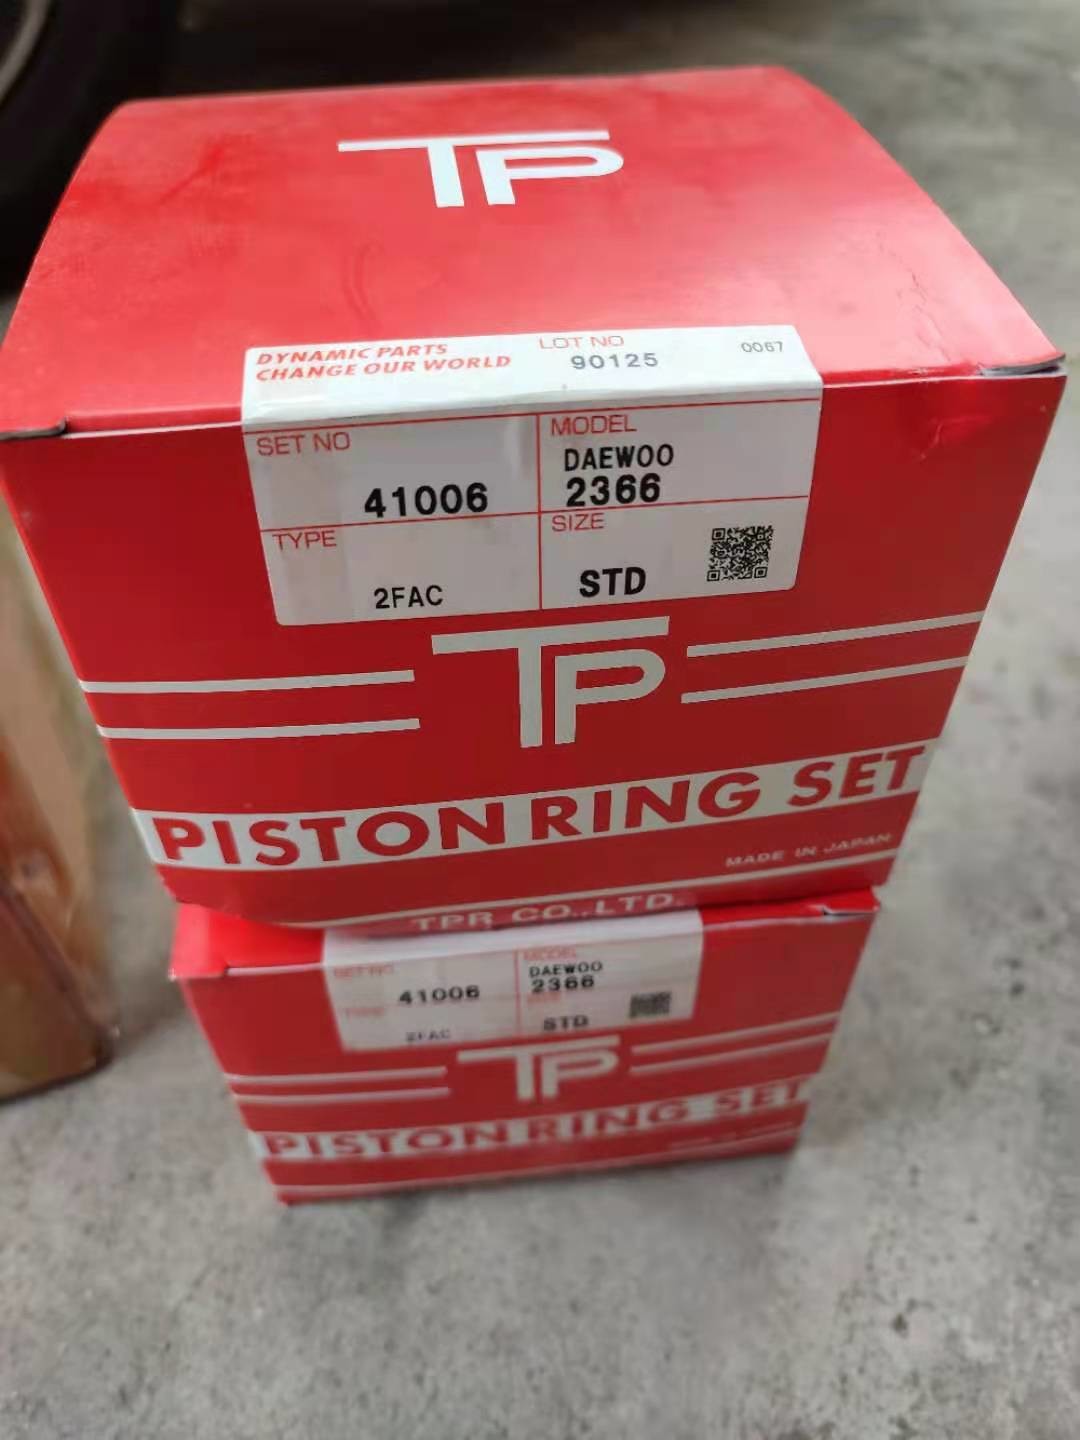 TP
DYNAMIC PARTS
CHANGE OUR WORLD
LOT NO
90125
0067
SET NO
41006
MODEL
DAEWOO
2366
TYPE
2FAC
SIZE
STD
TP
PISTON RING SET
MADE IN JAPAN
TPR CO., LTD.
SET NO
41006
MODEL
DAEWOO
2366
TYPE
2FAC
SIZE
STD
TP
PISTON RING SET